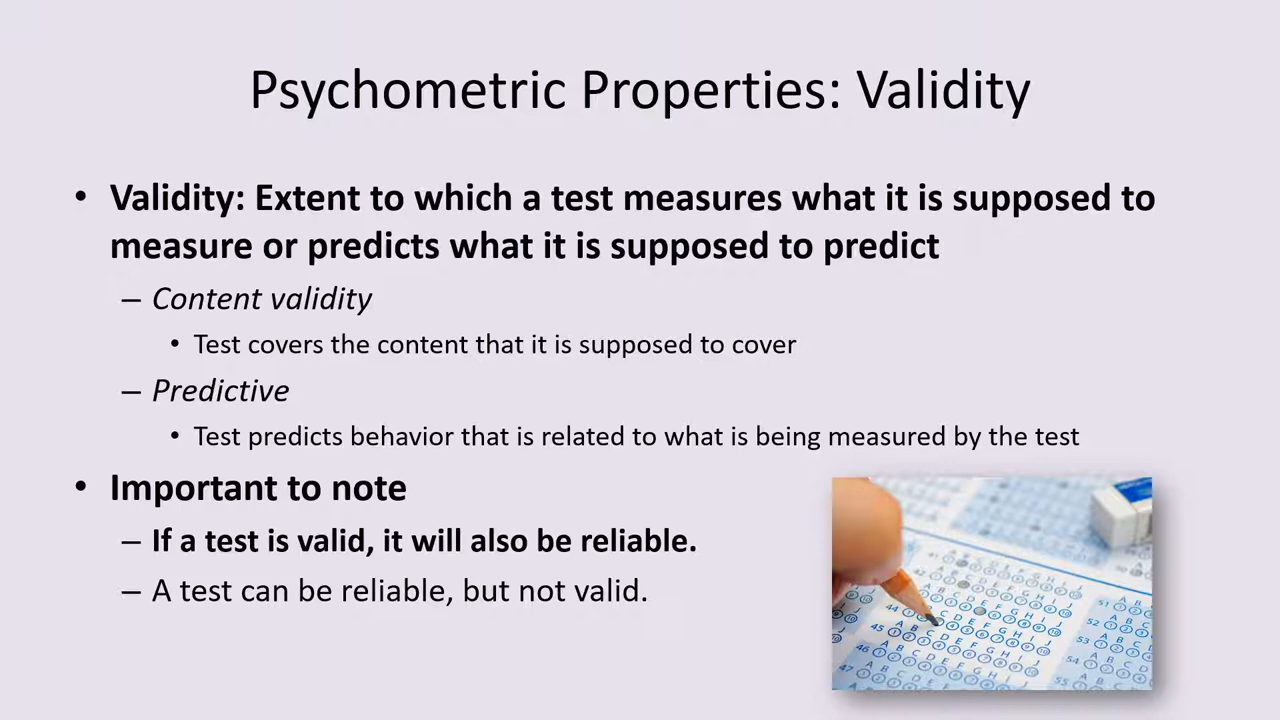 Psychometric Properties: Validity
• Validity: Extent to which a test measures what it is supposed to
measure or predicts what it is supposed to predict
– Content validity
• Test covers the content that it is supposed to cover
– Predictive
• Test predicts behavior that is related to what is being measured by the test
• Important to note
– If a test is valid, it will also be reliable.
– A test can be reliable, but not valid.